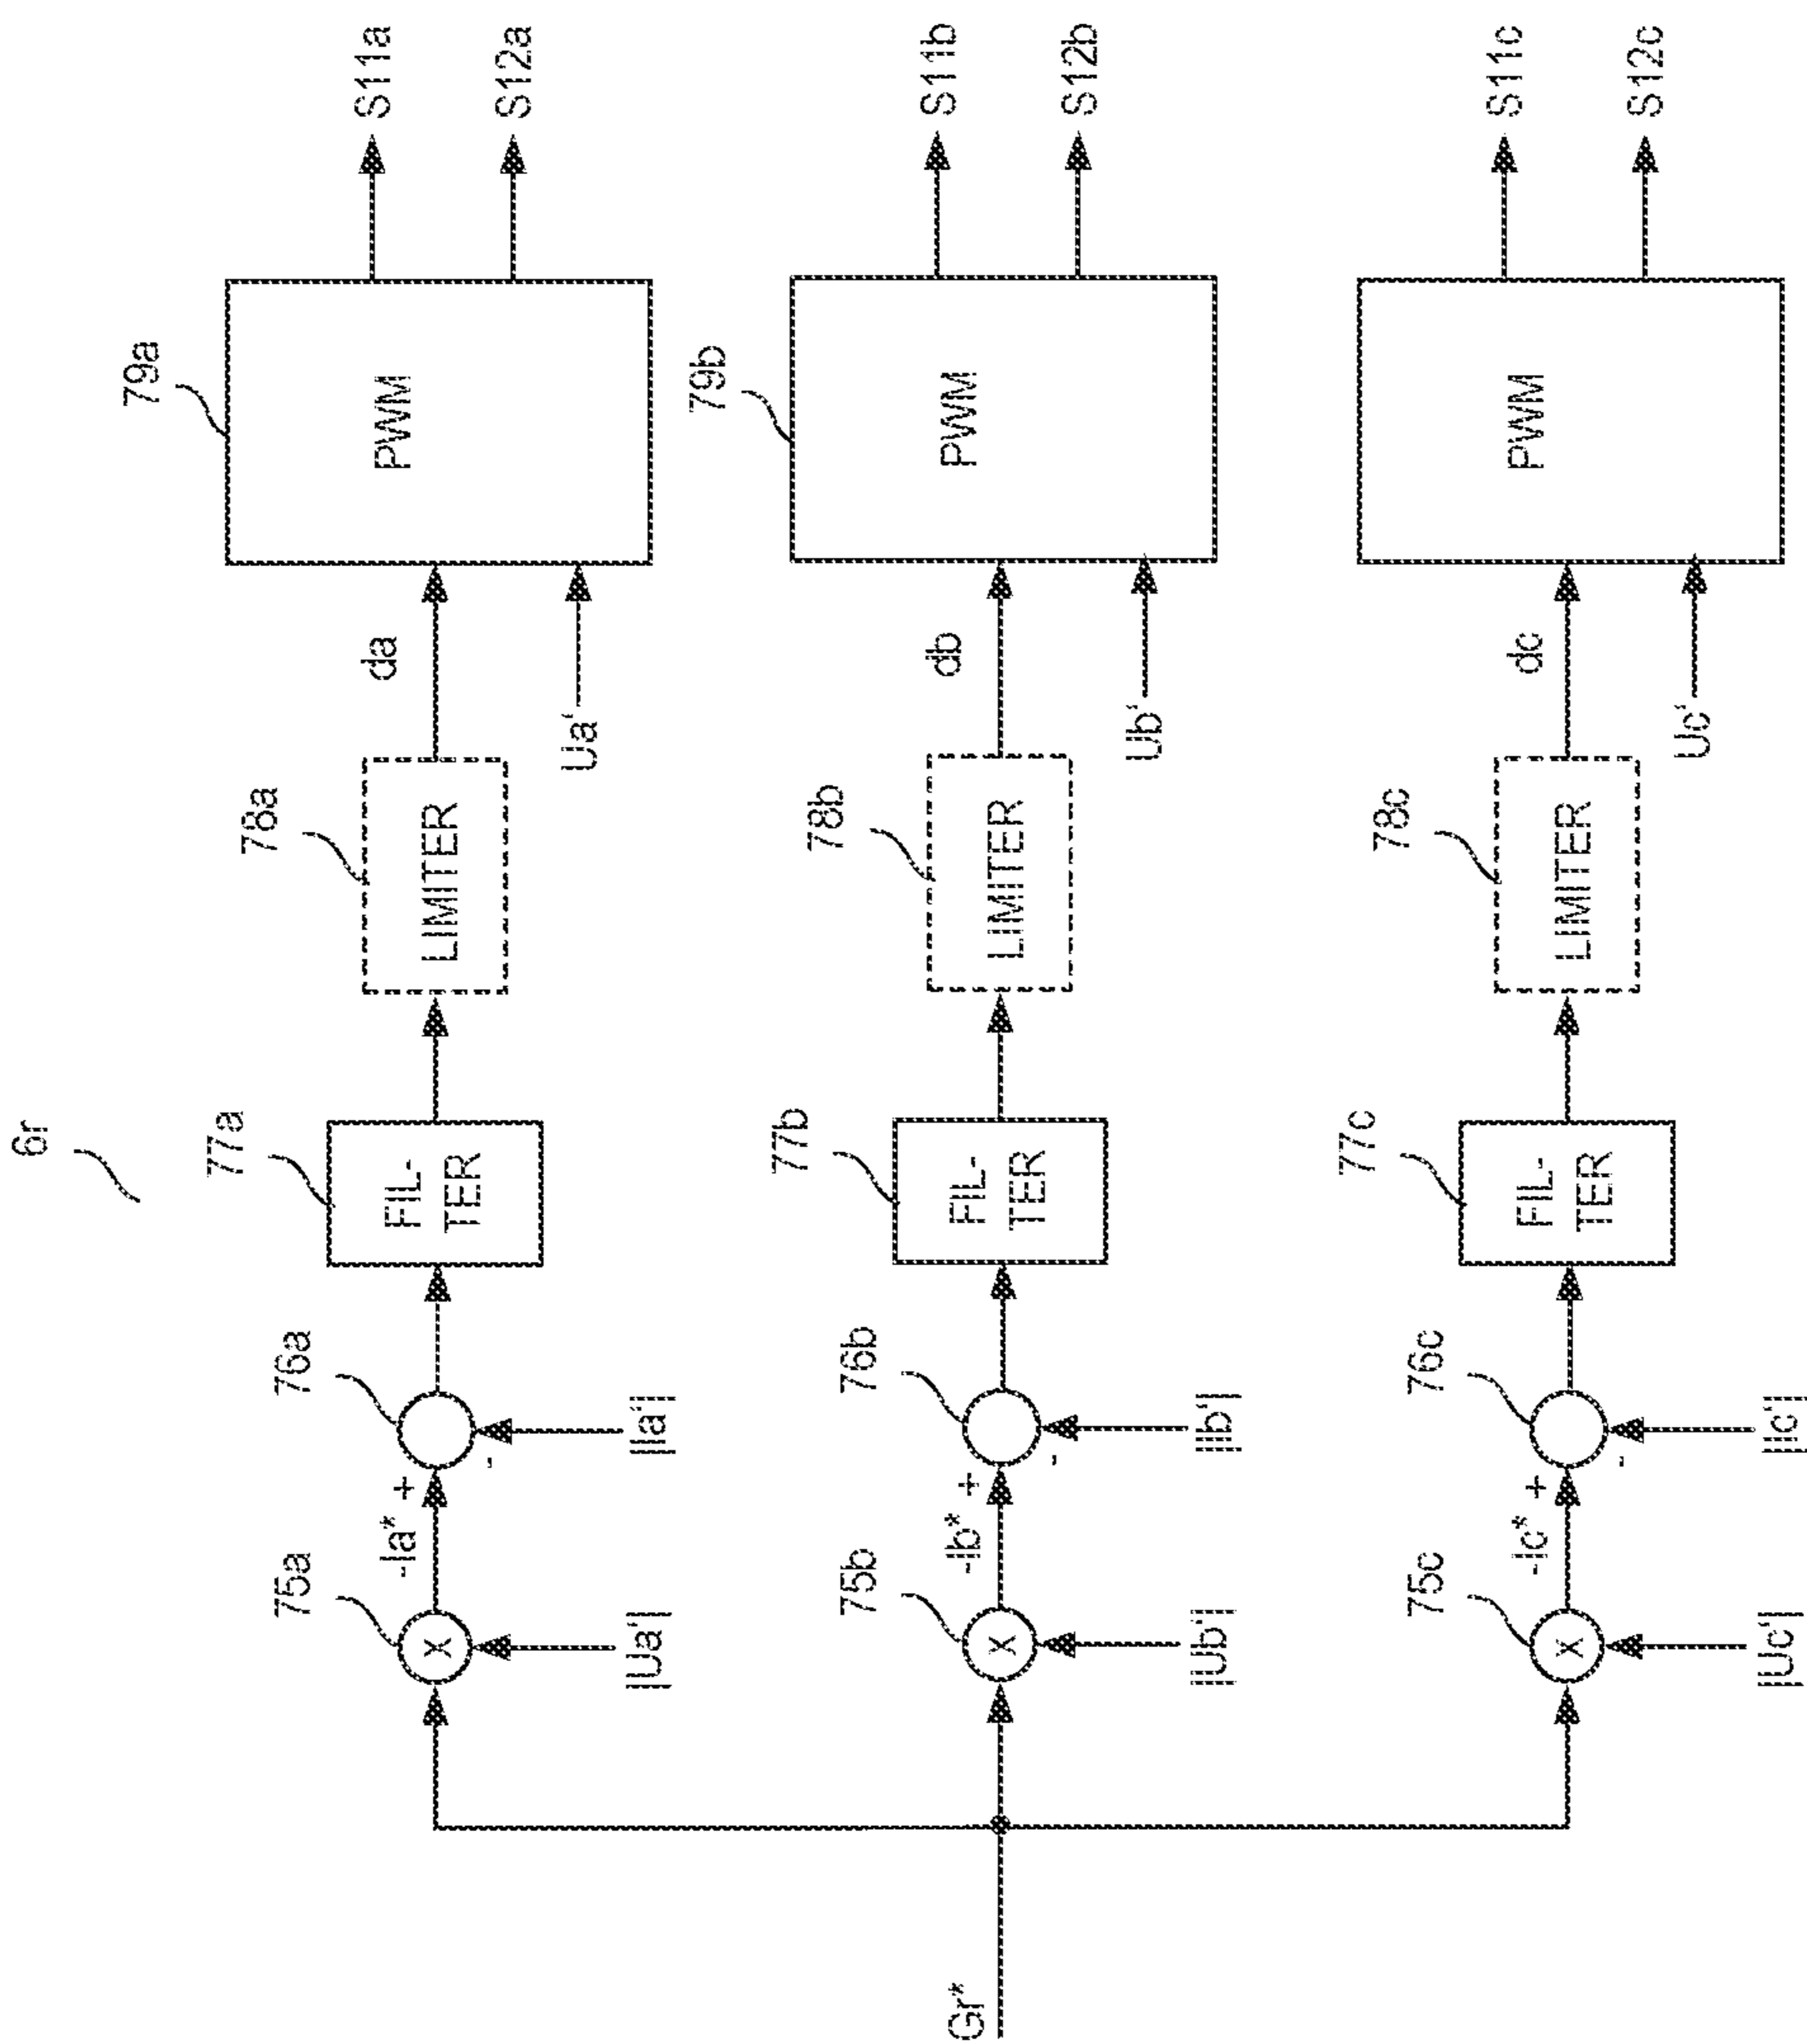 6r
Gr*
75a
-Ia*
+
76a
77a
78a
da
79a
X
FIL-
TER
LIMITER
PWM
S11a
S12a
|Ua'|
-
|Ia'|
Ua'
75b
-Ib*
+
76b
77b
78b
db
79b
X
FIL-
TER
LIMITER
PWM
S11b
S12b
|Ub'|
-
|Ib'|
Ub'
75c
-Ic*
+
76c
77c
78c
dc
X
FIL-
TER
LIMITER
PWM
S11c
S12c
|Uc'|
-
|Ic'|
Uc'